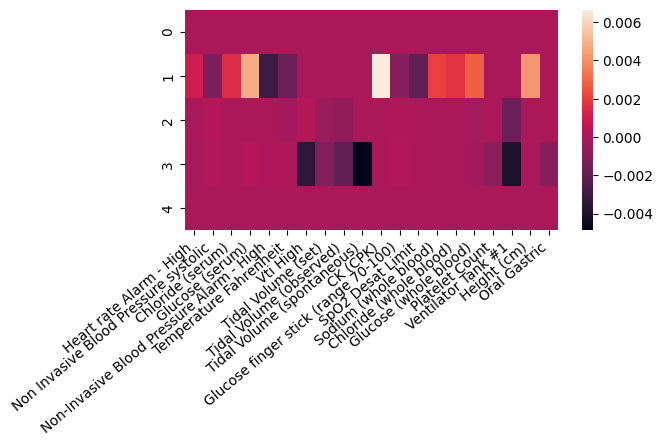 0
1
2
3
4
0.006
0.004
0.002
0.000
−0.002
−0.004
Heart rate Alarm - High
Non Invasive Blood Pressure systolic
Chloride (serum)
Glucose (serum)
Non-Invasive Blood Pressure Alarm - High
Temperature Fahrenheit
Vti High
Tidal Volume (set)
Tidal Volume (observed)
Tidal Volume (spontaneous)
CK (CPK)
Glucose finger stick (range 70-100)
SpO2 Desat Limit
Sodium (whole blood)
Chloride (whole blood)
Glucose (whole blood)
Platelet Count
Ventilator Tank #1
Height (cm)
Oral Gastric